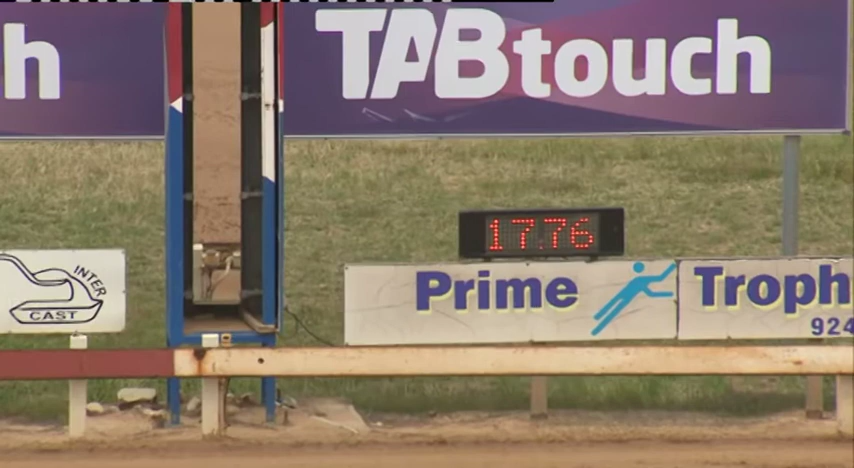 h
TABtouch
17.76
INTER
CAST
Prime
Troph
924